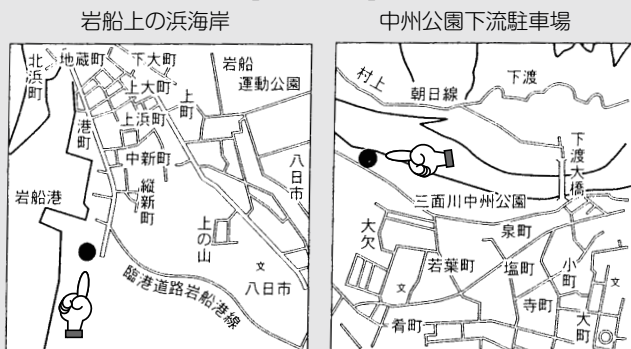 岩船上の浜海岸
北浜町
地蔵町
下大町
岩船
運動公園
上大町
上町
上浜町
港町
中新町
八日市
縦新町
岩船港
上の山
文
八日市
臨港道路岩船港線
中州公園下流駐車場
村上
朝日線
下渡
下渡大橋
三面川中州公園
大欠
泉町
若葉町
塩町
小町
文
文
寺町
大町
肴町